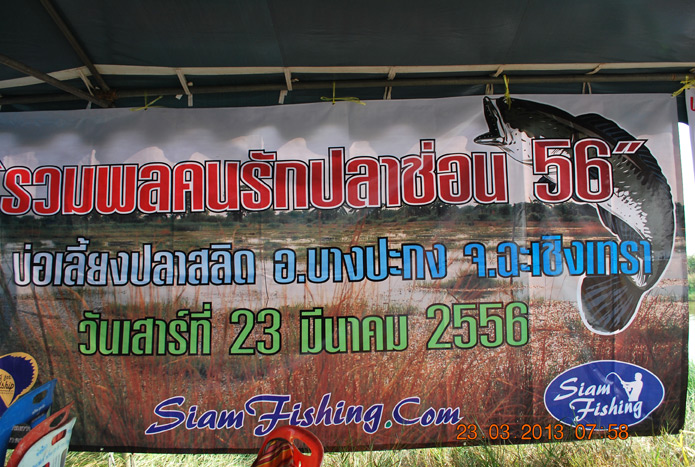 "รวมพลคนรักปลาช่อน 56"
บ่อเลี้ยงปลาสลิด อ.บางปะกง จ.ฉะเชิงเทรา
วันเสาร์ที่ 23 มีนาคม 2556
SiamFishing.Com
Siam
Fishing
23 03 2013 07 58